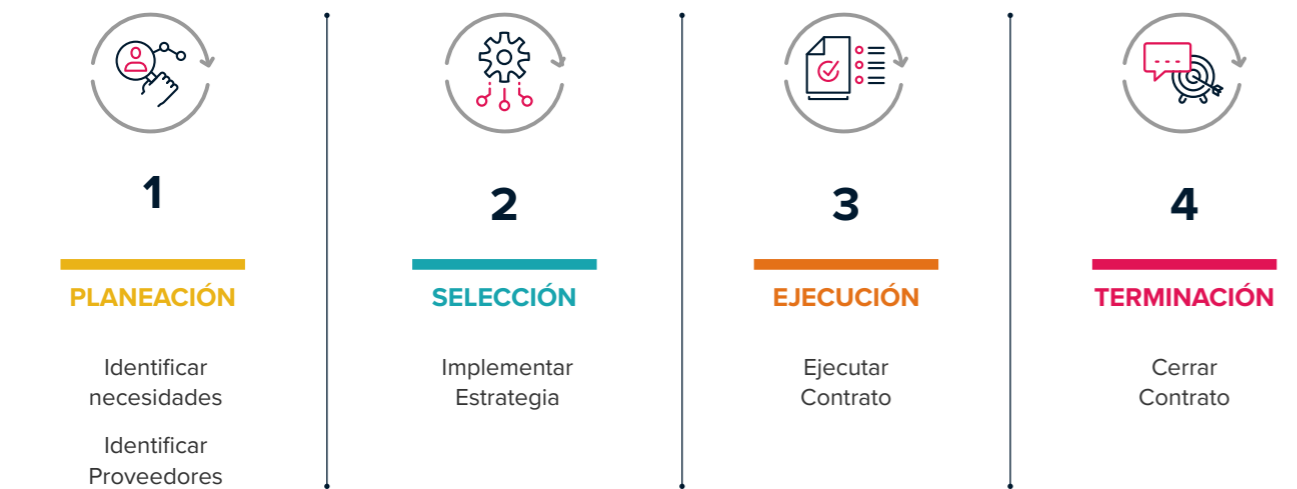 1
PLANEACIÓN
Identificar
necesidades
Identificar
Proveedores
2
SELECCIÓN
Implementar
Estrategia
3
EJECUCIÓN
Ejecutar
Contrato
4
TERMINACIÓN
Cerrar
Contrato